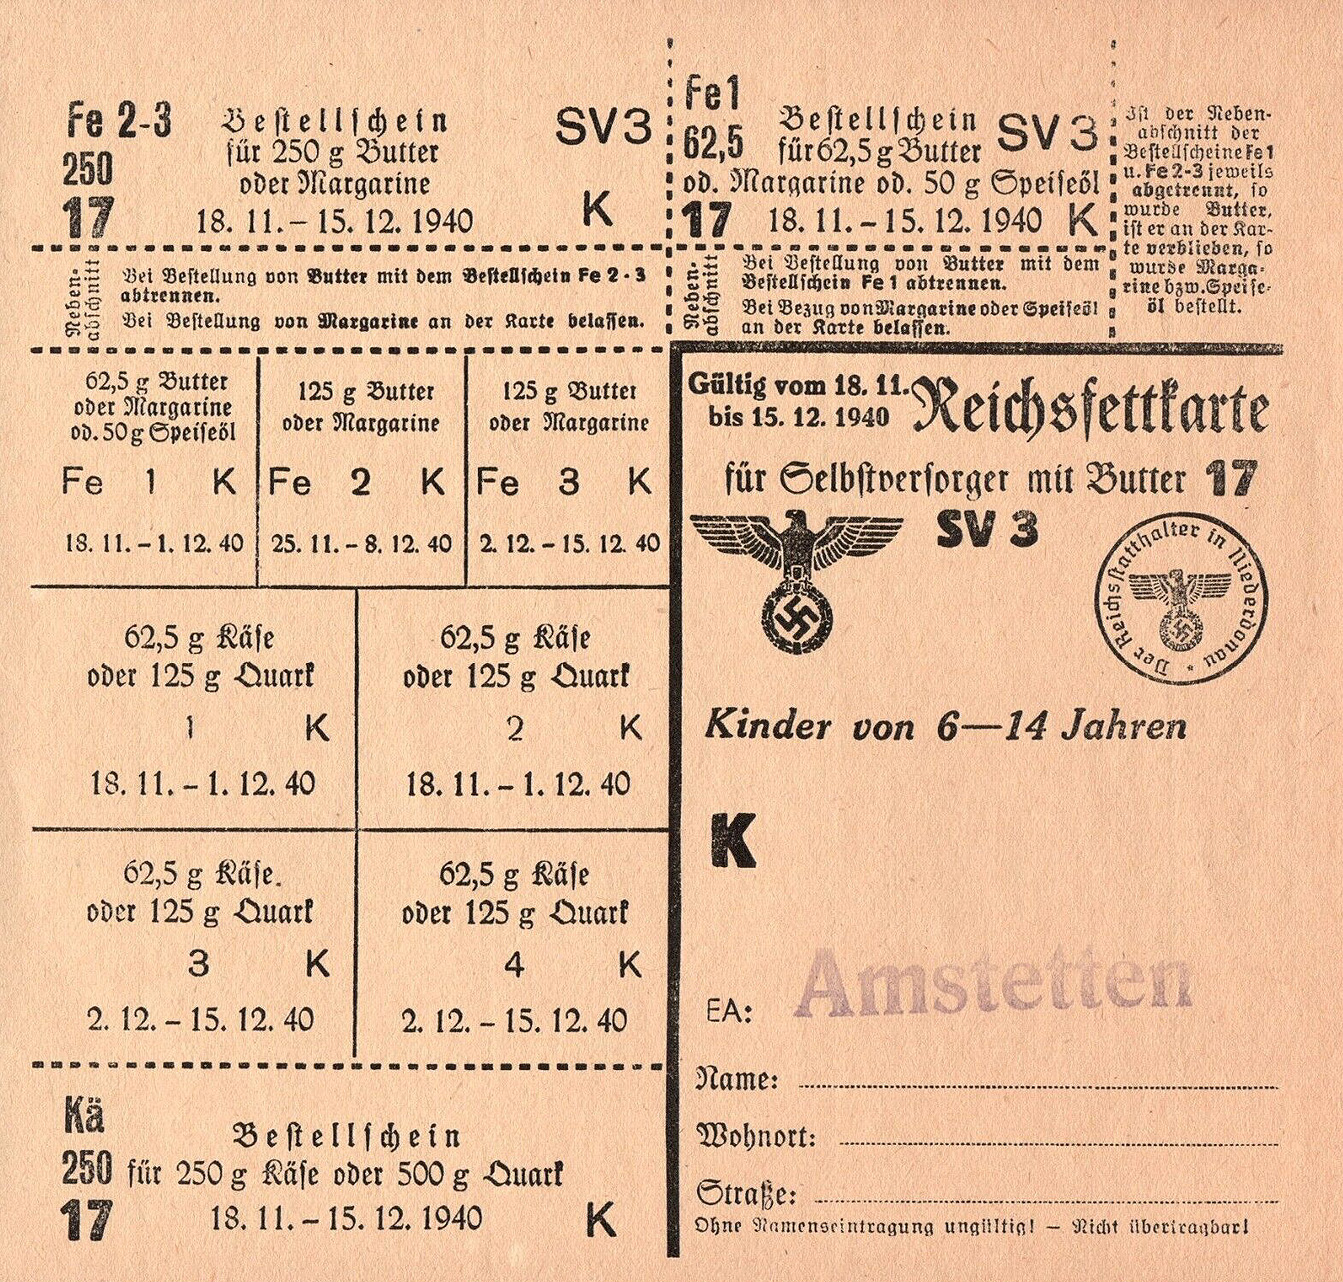 Fe 2-3
250
17
Bestellschein
für 250 g Butter
oder Margarine
18. 11. – 15. 12. 1940
SV3
K
Neben-
abschnitt
Bei Bestellung von Butter mit dem Bestellschein Fe 2 - 3
abtrennen.
Bei Bestellung von Margarine an der Karte belassen.
Fe1
62,5
17
Bestellschein
für 62,5 g Butter
od. Margarine od. 50 g Speiseöl
18. 11. – 15. 12. 1940
SV3
K
Neben-
abschnitt
Bei Bestellung von Butter mit dem
Bestellschein Fe 1 abtrennen.
Bei Bezug von Margarine oder Speiseöl
an der Karte belassen.
Ist der Neben-
abschnitt der
Bestellscheine Fe 1
u. Fe 2-3 jeweils
abgetrennt, so
wurde Butter,
ist er an der Kar-
te verblieben, so
wurde Marga-
rine bzw. Speise-
öl bestellt.
62,5 g Butter
oder Margarine
od. 50 g Speiseöl
Fe 1 K
18. 11. – 1. 12. 40
125 g Butter
oder Margarine
Fe 2 K
25. 11. – 8. 12. 40
125 g Butter
oder Margarine
Fe 3 K
2. 12. – 15. 12. 40
62,5 g Käse
oder 125 g Quark
1 K
18. 11. – 1. 12. 40
62,5 g Käse
oder 125 g Quark
2 K
18. 11. – 1. 12. 40
62,5 g Käse.
oder 125 g Quark
3 K
2. 12. – 15. 12. 40
62,5 g Käse
oder 125 g Quark
4 K
2. 12. – 15. 12. 40
Kä
250
17
Bestellschein
für 250 g Käse oder 500 g Quark
18. 11. – 15. 12. 1940
K
Gültig vom 18. 11.
bis 15. 12. 1940
Reichsfettkarte
für Selbstversorger mit Butter 17
SV 3
Der Reichsstatthalter in Niederdonau *
Kinder von 6—14 Jahren
K
EA: Amstetten
Name:
Wohnort:
Straße:
Ohne Namenseintragung ungültig! – Nicht übertragbar!